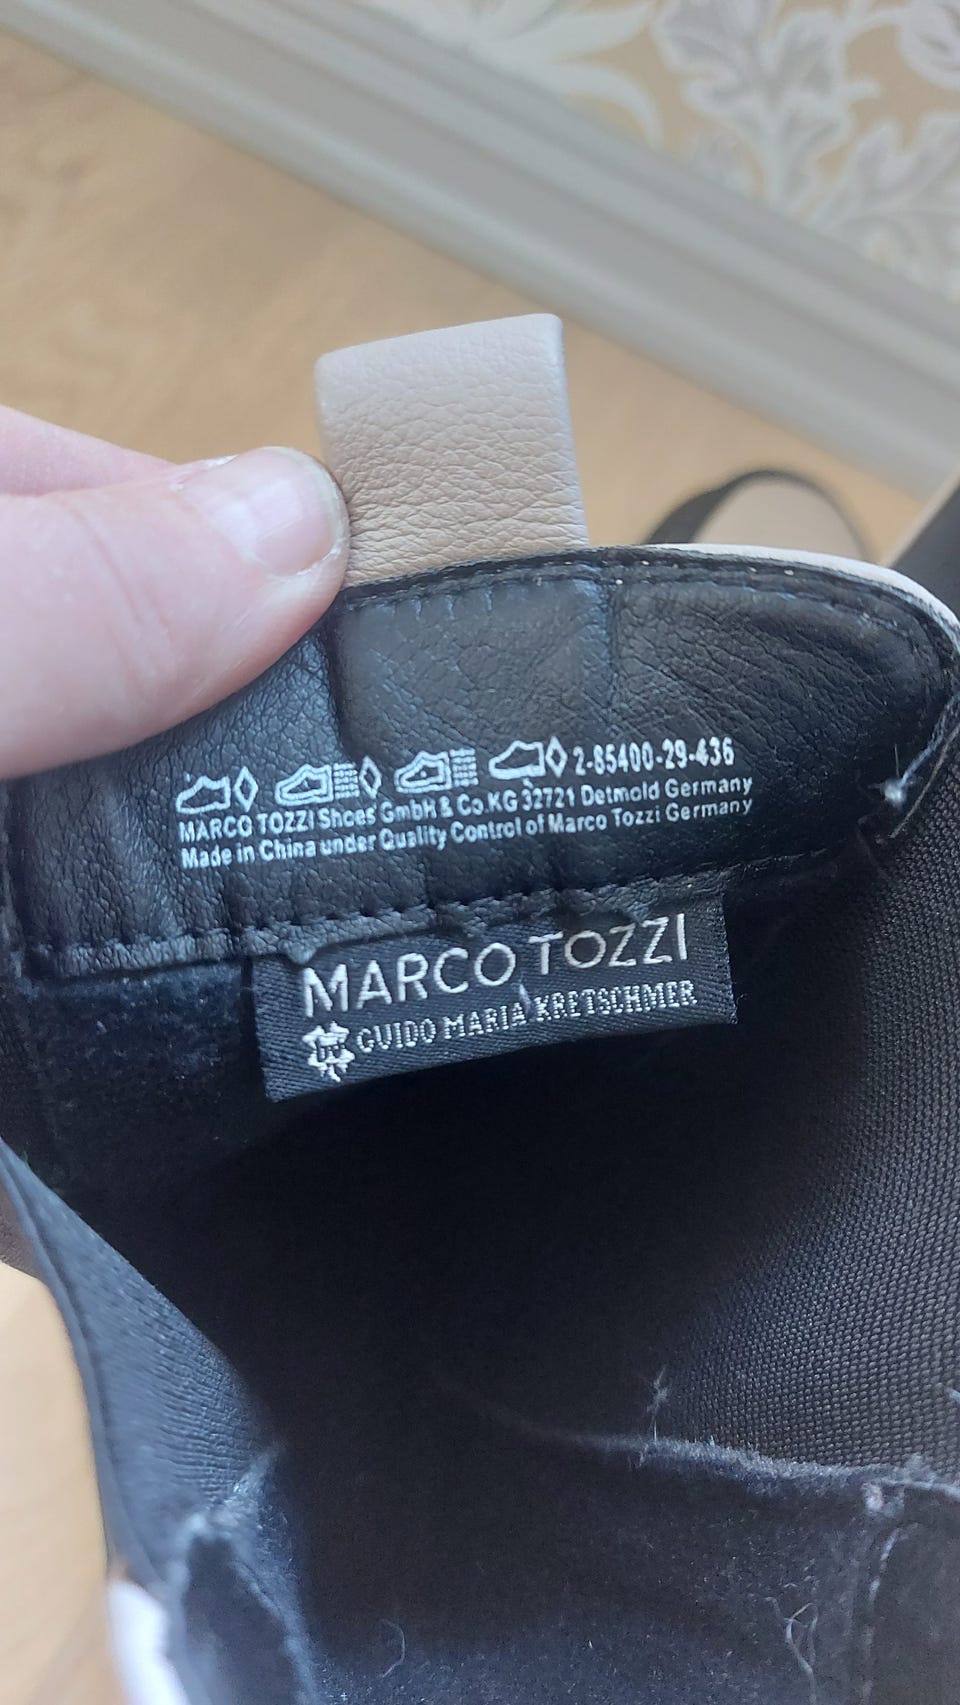 2-85400-29-436
MARCO TOZZI Shoes GmbH & Co.KG 32721 Detmold Germany
Made in China under Quality Control of Marco Tozzi Germany
MARCO TOZZI
GUIDO MARIA KRETSCHMER